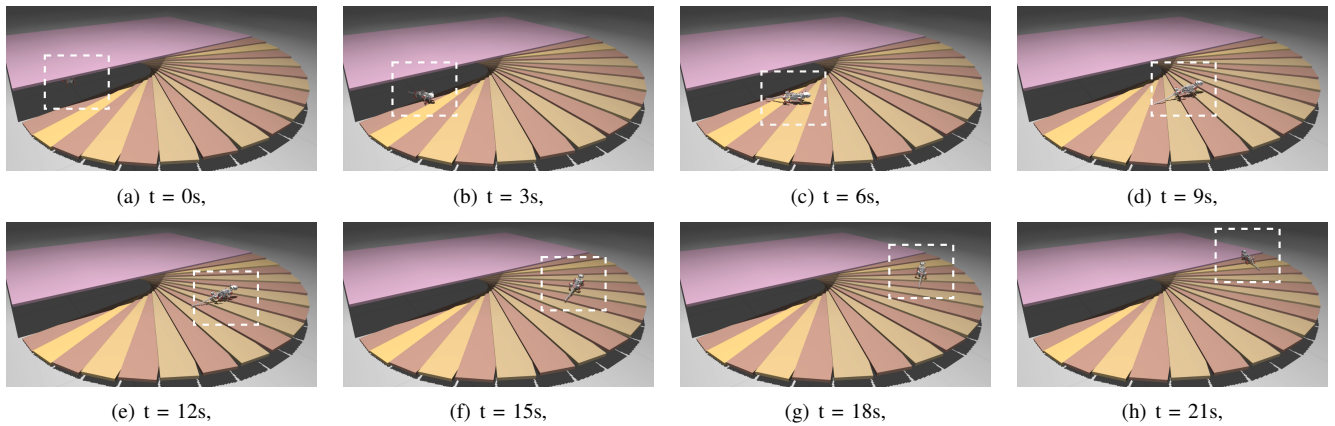 (a) t = 0s,
(b) t = 3s,
(c) t = 6s,
(d) t = 9s,
(e) t = 12s,
(f) t = 15s,
(g) t = 18s,
(h) t = 21s,